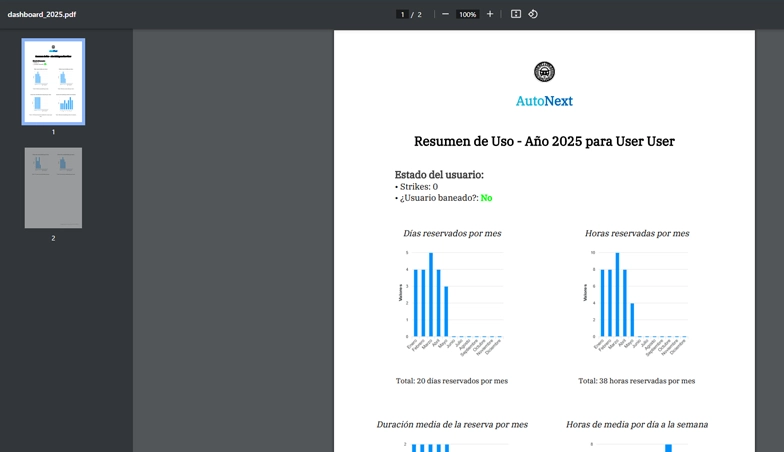 dashboard_2025.pdf
1 / 2
100%
1
2
AutoNext
Resumen de Uso - Año 2025 para User User
Estado del usuario:
• Strikes: 0
• ¿Usuario baneado?: No
Días reservados por mes
Horas reservadas por mes
5
4
3
2
1
0
Enero
Febrero
Marzo
Abril
Mayo
Junio
Julio
Agosto
Septiembre
Octubre
Noviembre
Diciembre
10
8
6
4
2
0
Enero
Febrero
Marzo
Abril
Mayo
Junio
Julio
Agosto
Septiembre
Octubre
Noviembre
Diciembre
Total: 20 días reservados por mes
Total: 38 horas reservadas por mes
Duración media de la reserva por mes
Horas de media por día a la semana
2